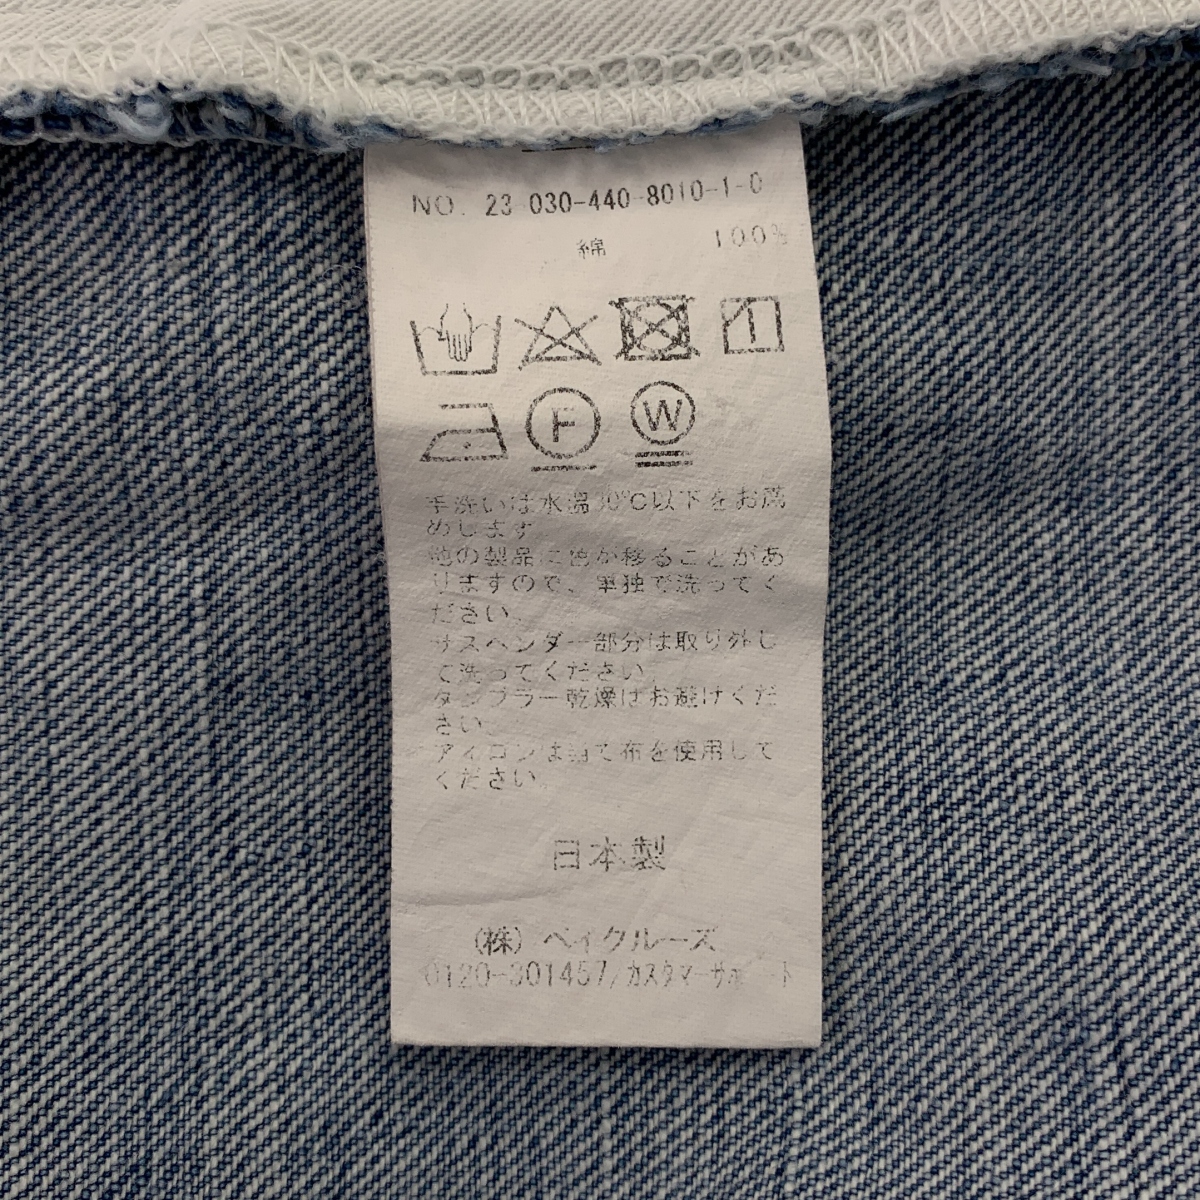 NO. 23-030-440-8010-1-0
綿 100%
F W
手洗いは水温30℃以下をお薦
めします。
他の製品に色が移ることがあ
りますので、単独で洗ってく
ださい。
サスペンダー部分は取り外し
て洗ってください。
タンブラー乾燥はお避けくだ
さい。
アイロンは当て布を使用して
ください。
日本製
(株) ベイクルーズ
0120-301457/カスタマーサポート